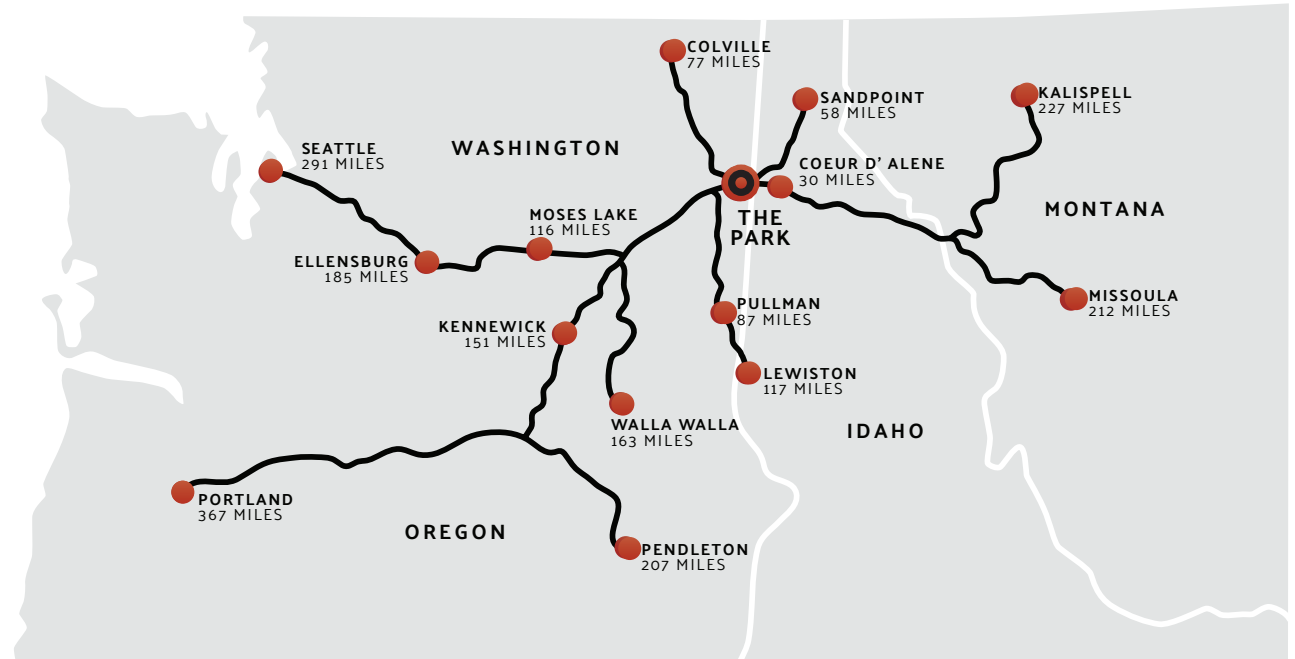 COLVILLE
77 MILES
SANDPOINT
58 MILES
KALISPELL
227 MILES
SEATTLE
291 MILES
WASHINGTON
COEUR D' ALENE
30 MILES
MOSES LAKE
116 MILES
THE
PARK
MONTANA
ELLENSBURG
185 MILES
PULLMAN
87 MILES
MISSOULA
212 MILES
KENNEWICK
151 MILES
LEWISTON
117 MILES
WALLA WALLA
163 MILES
IDAHO
PORTLAND
367 MILES
OREGON
PENDLETON
207 MILES